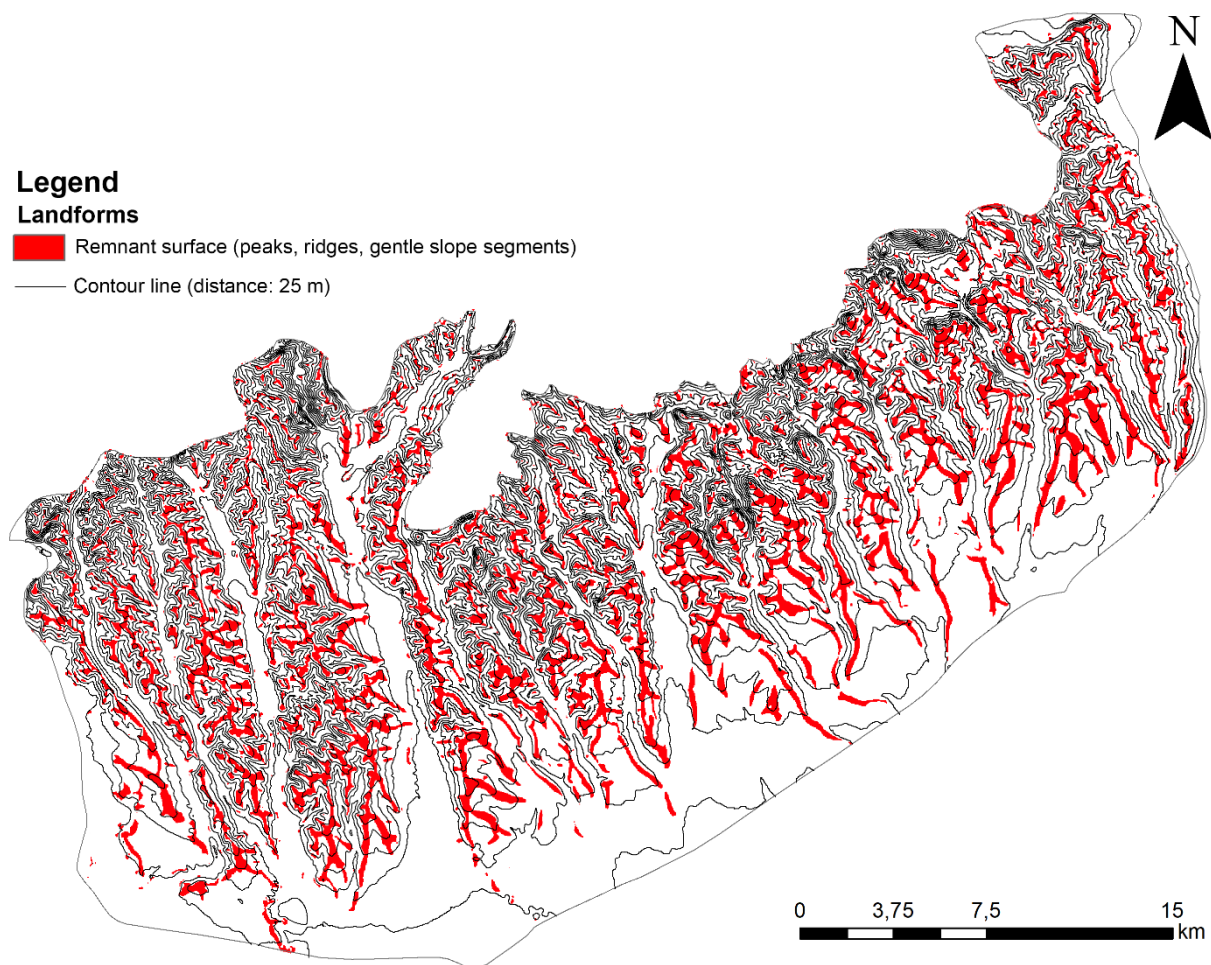 N
Legend
Landforms
Remnant surface (peaks, ridges, gentle slope segments)
Contour line (distance: 25 m)
0 3,75 7,5 15
km